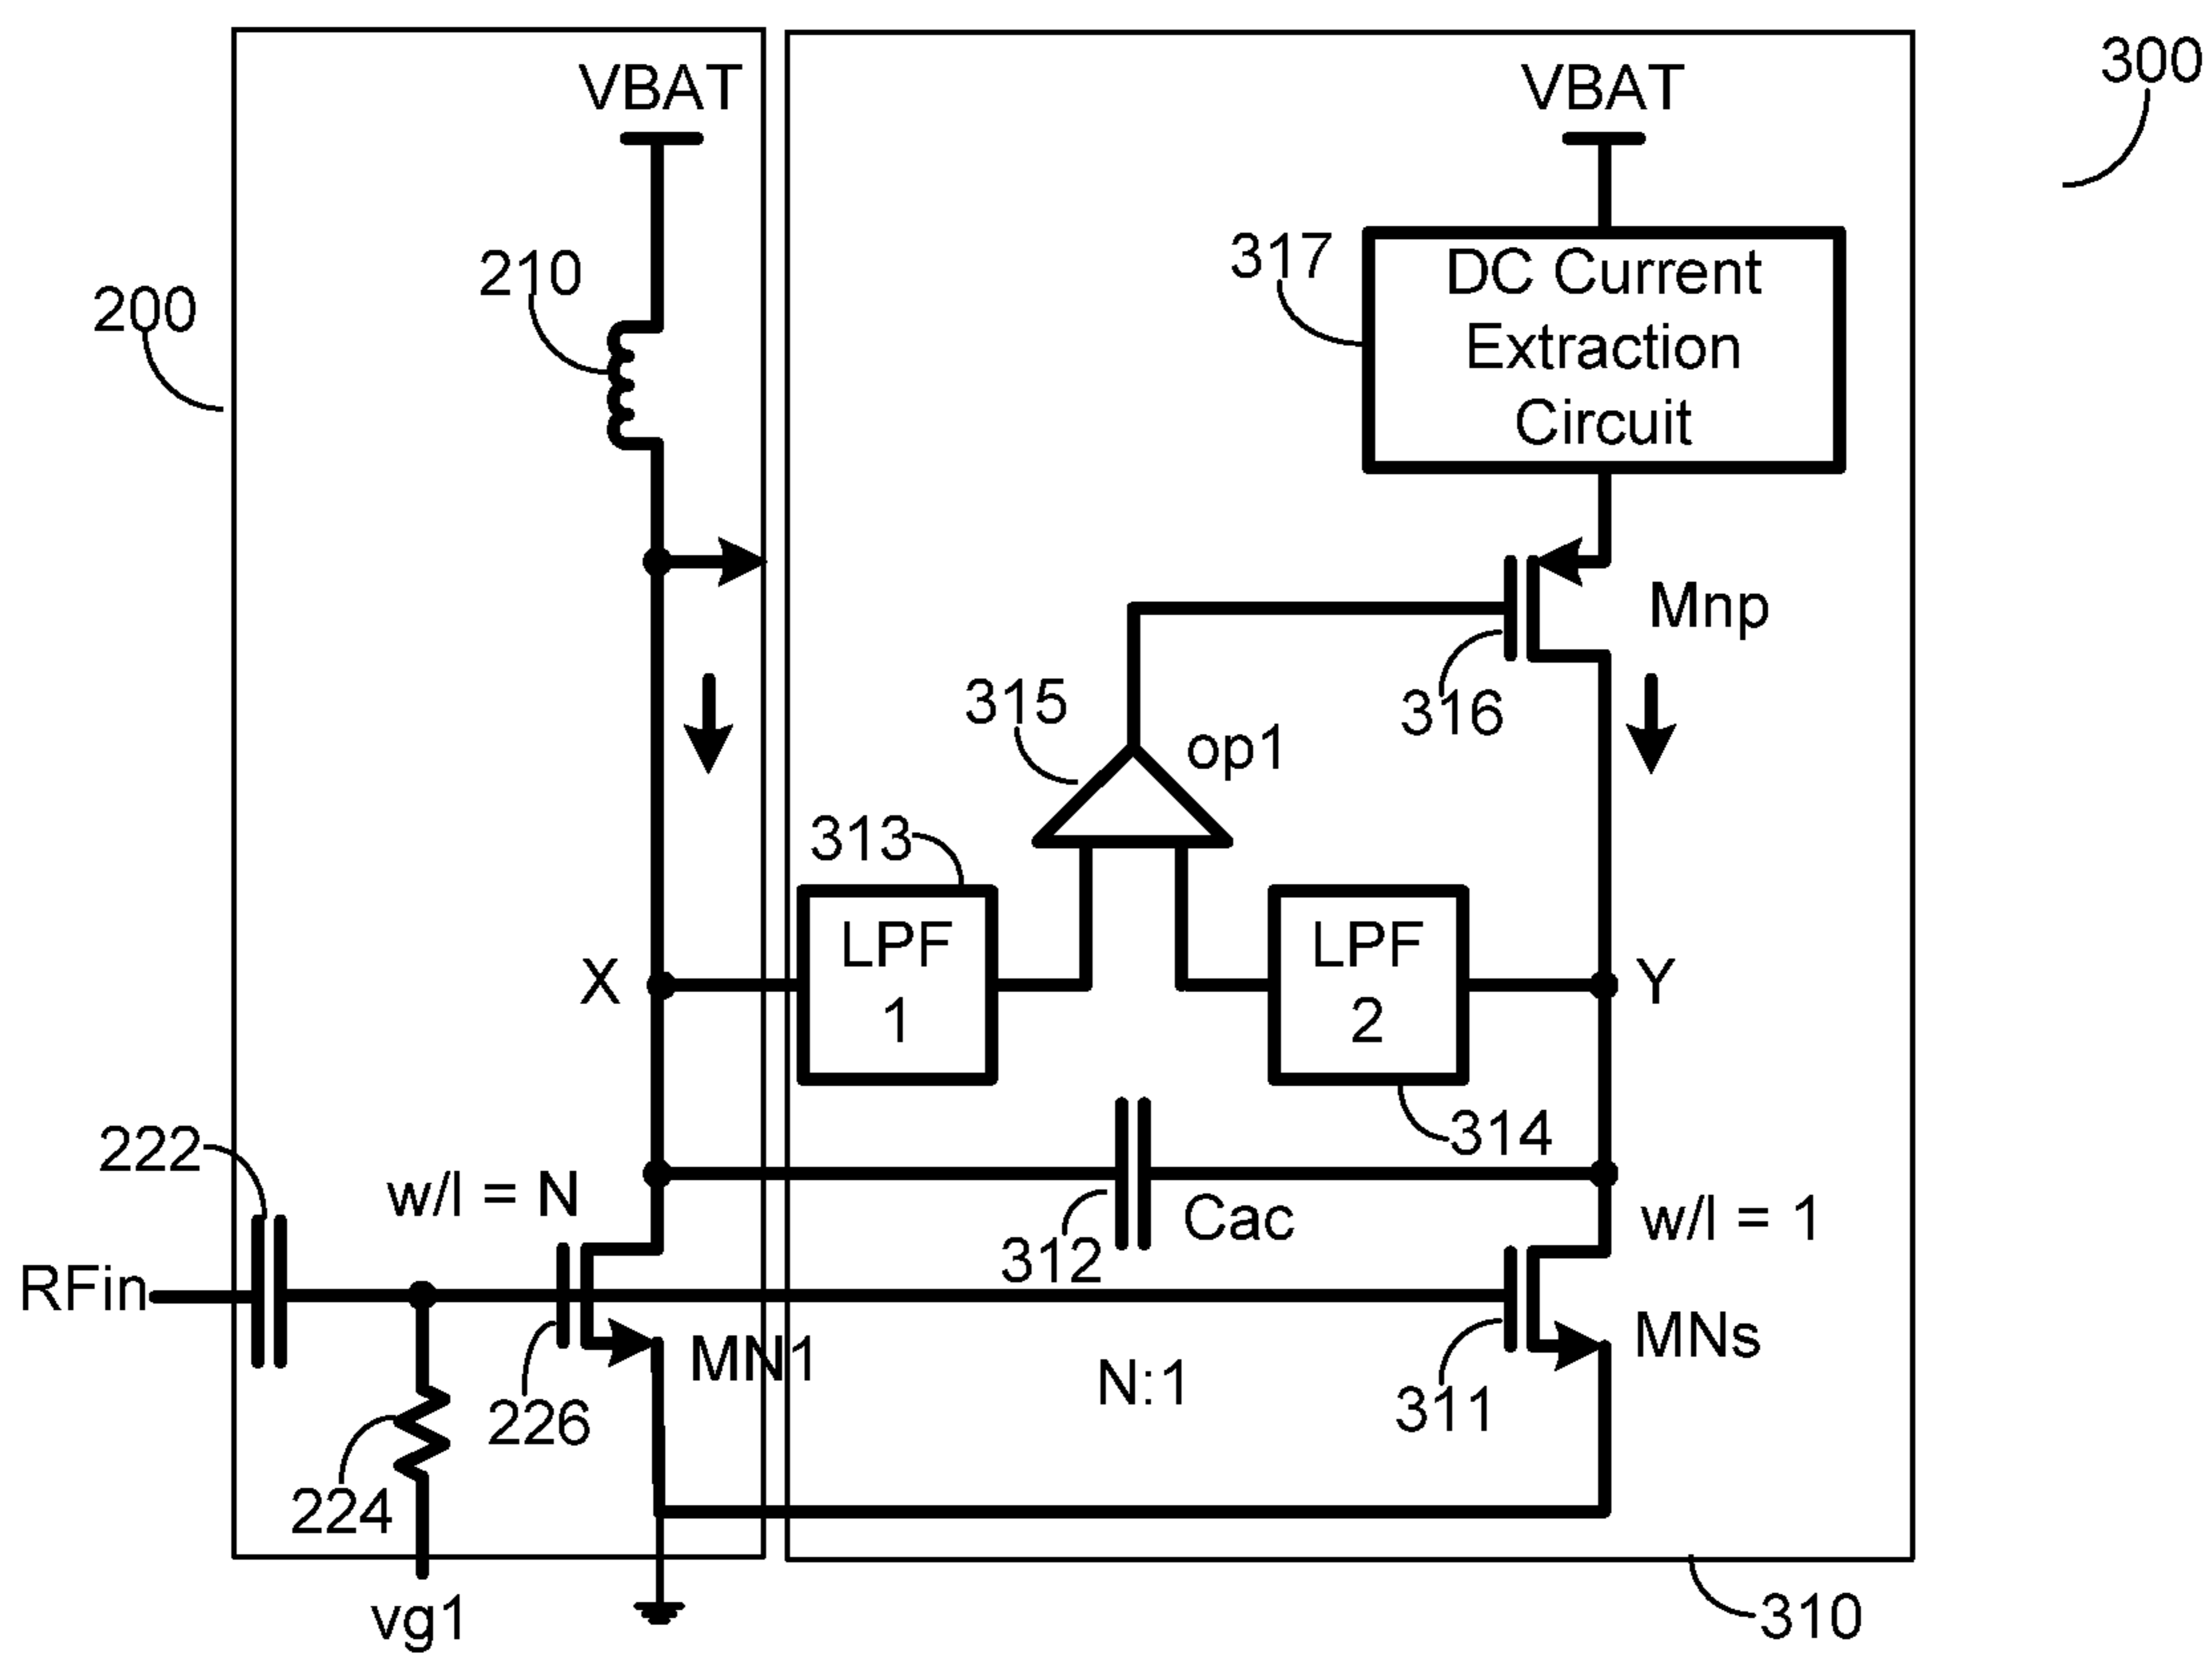 VBAT
VBAT
300
210
317
DC Current
Extraction
Circuit
200
Mnp
316
315
op1
313
LPF
1
LPF
2
X
Y
222
314
w/l = N
312
Cac
w/l = 1
RFin
MN1
N:1
MNs
226
311
224
vg1
310